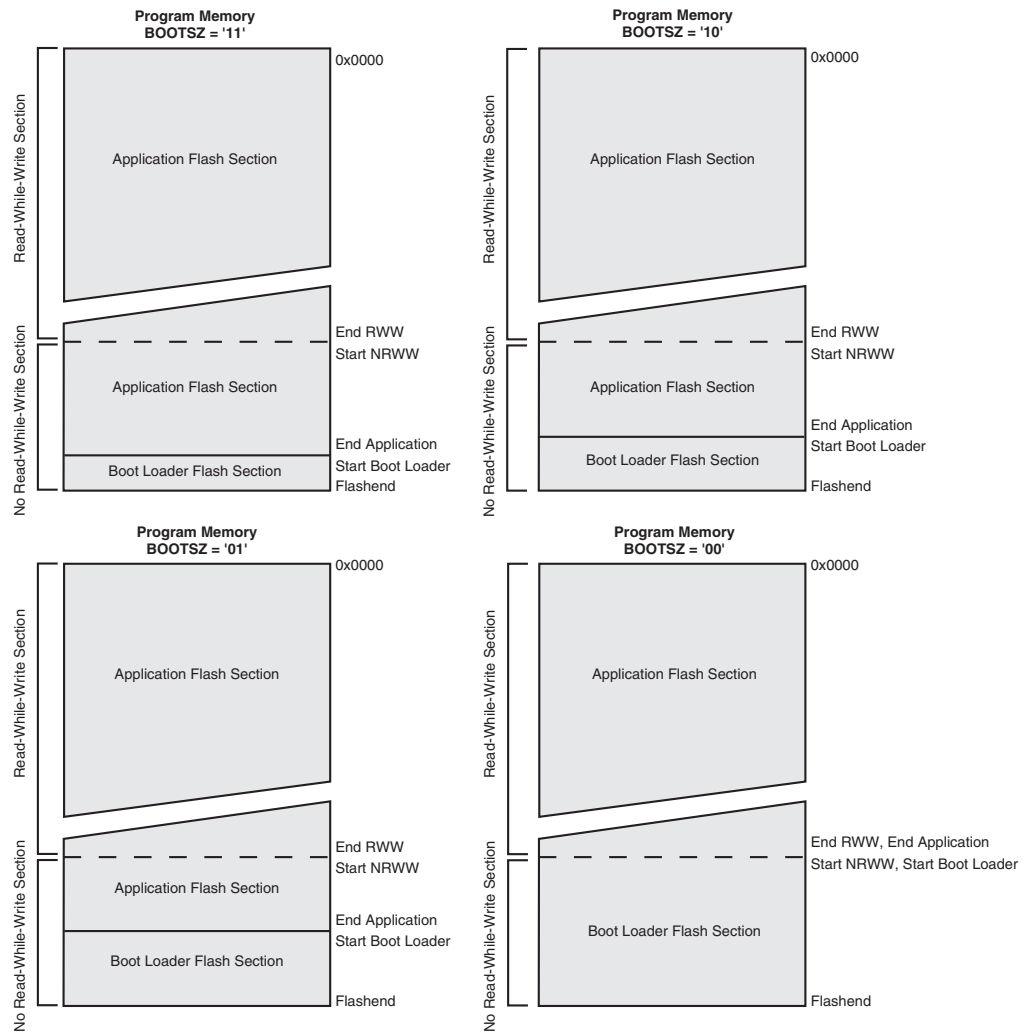 Program Memory
BOOTSZ = '11'
0x0000
Read-While-Write Section
Application Flash Section
End RWW
Start NRWW
No Read-While-Write Section
Application Flash Section
End Application
Start Boot Loader
Boot Loader Flash Section
Flashend
Program Memory
BOOTSZ = '10'
0x0000
Read-While-Write Section
Application Flash Section
End RWW
Start NRWW
No Read-While-Write Section
Application Flash Section
End Application
Start Boot Loader
Boot Loader Flash Section
Flashend
Program Memory
BOOTSZ = '01'
0x0000
Read-While-Write Section
Application Flash Section
End RWW
Start NRWW
No Read-While-Write Section
Application Flash Section
End Application
Start Boot Loader
Boot Loader Flash Section
Flashend
Program Memory
BOOTSZ = '00'
0x0000
Read-While-Write Section
Application Flash Section
End RWW, End Application
Start NRWW, Start Boot Loader
No Read-While-Write Section
Boot Loader Flash Section
Flashend